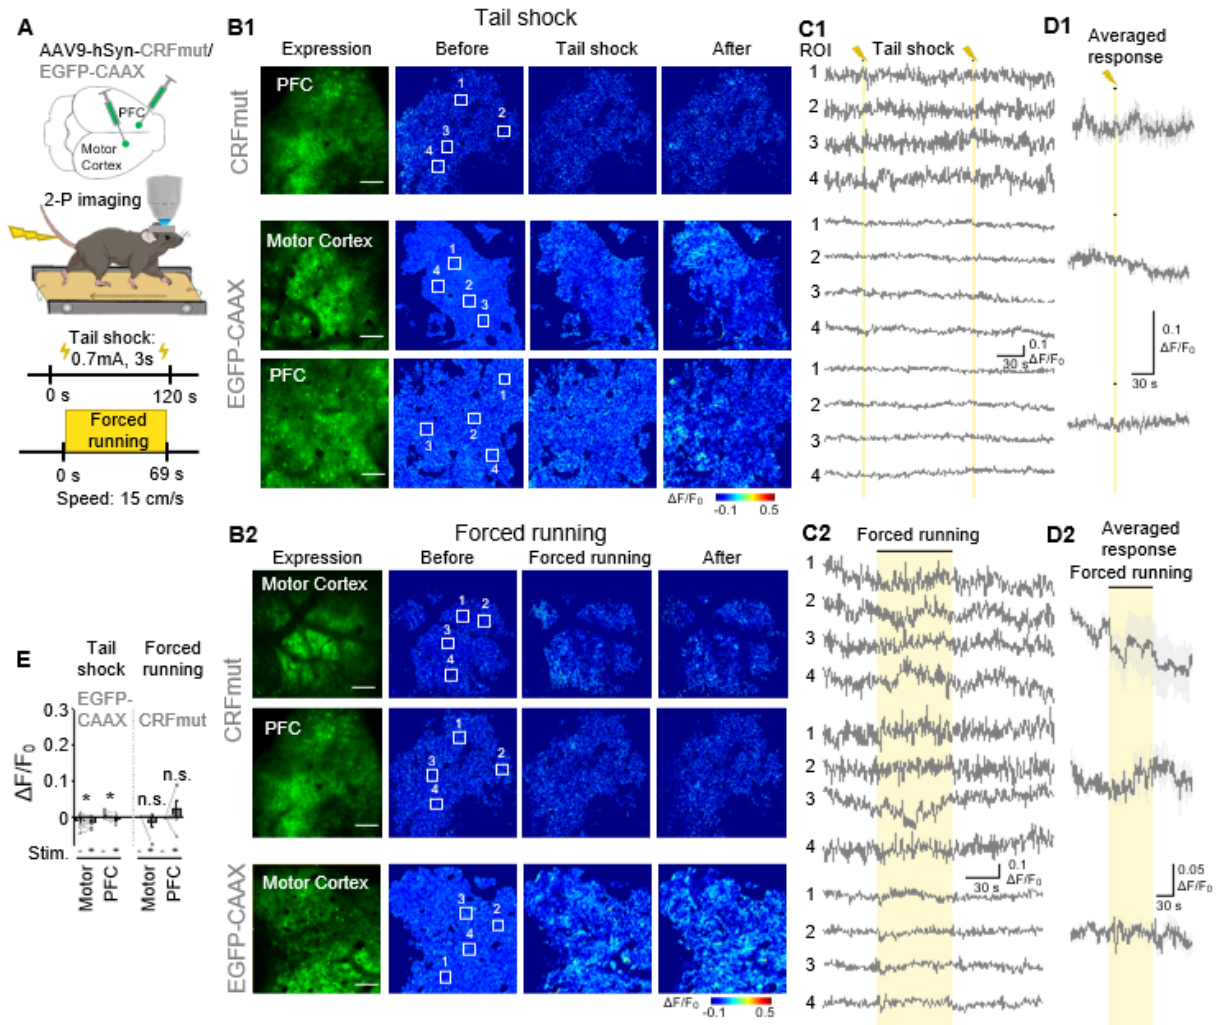 A
AAV9-hSyn-CRFmut/
EGFP-CAAX
PFC
Motor
Cortex
2-P imaging
Tail shock:
0.7mA, 3s
0 s
120 s
Forced
running
0 s
69 s
Speed: 15 cm/s
B1
Tail shock
Expression
Before
Tail shock
After
CRFmut
PFC
1
2
3
4
EGFP-CAAX
Motor Cortex
1
4
2
3
PFC
1
2
3
4
ΔF/F0
-0.1
0.5
C1
ROI
Tail shock
1
2
3
4
1
2
3
4
0.1
ΔF/F0
30 s
1
2
3
4
D1
Averaged
response
0.1
ΔF/F0
30 s
B2
Forced running
Expression
Before
Forced running
After
CRFmut
Motor Cortex
1
2
3
4
PFC
1
2
3
4
EGFP-CAAX
Motor Cortex
3
2
4
1
ΔF/F0
-0.1
0.5
C2
Forced running
1
2
3
4
1
2
3
4
0.1
ΔF/F0
30 s
1
2
3
4
D2
Averaged
response
Forced running
0.05
ΔF/F0
30 s
E
Tail
shock
Forced
running
EGFP-
CAAX
CRFmut
0.3
0.2
0.1
0
ΔF/F0
*
*
n.s.
n.s.
Stim.
- + - + - + - +
Motor
PFC
Motor
PFC